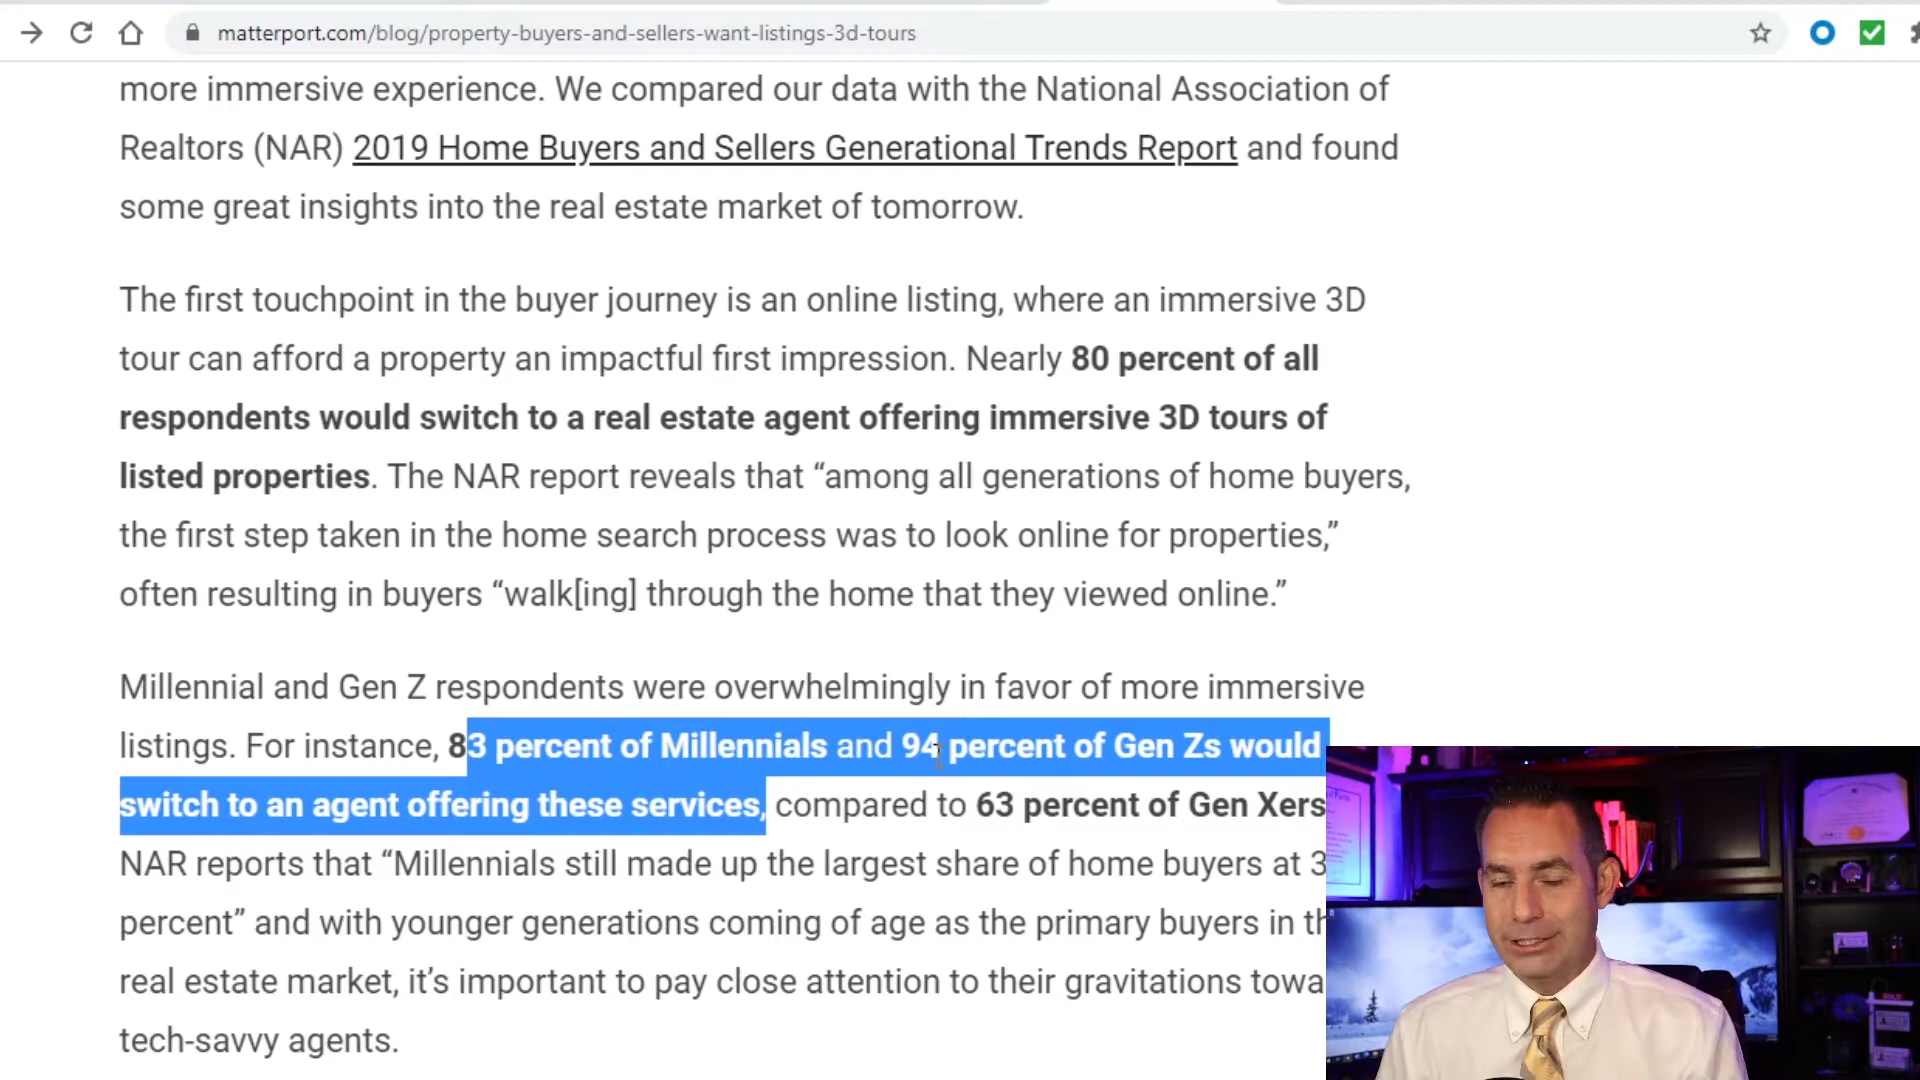 matterport.com/blog/property-buyers-and-sellers-want-listings-3d-tours
more immersive experience. We compared our data with the National Association of
Realtors (NAR) 2019 Home Buyers and Sellers Generational Trends Report and found
some great insights into the real estate market of tomorrow.
The first touchpoint in the buyer journey is an online listing, where an immersive 3D
tour can afford a property an impactful first impression. Nearly 80 percent of all
respondents would switch to a real estate agent offering immersive 3D tours of
listed properties. The NAR report reveals that “among all generations of home buyers,
the first step taken in the home search process was to look online for properties,”
often resulting in buyers “walk[ing] through the home that they viewed online.”
Millennial and Gen Z respondents were overwhelmingly in favor of more immersive
listings. For instance, 83 percent of Millennials and 94 percent of Gen Zs would
switch to an agent offering these services, compared to 63 percent of Gen Xers
NAR reports that “Millennials still made up the largest share of home buyers at 3
percent” and with younger generations coming of age as the primary buyers in th
real estate market, it’s important to pay close attention to their gravitations towa
tech-savvy agents.